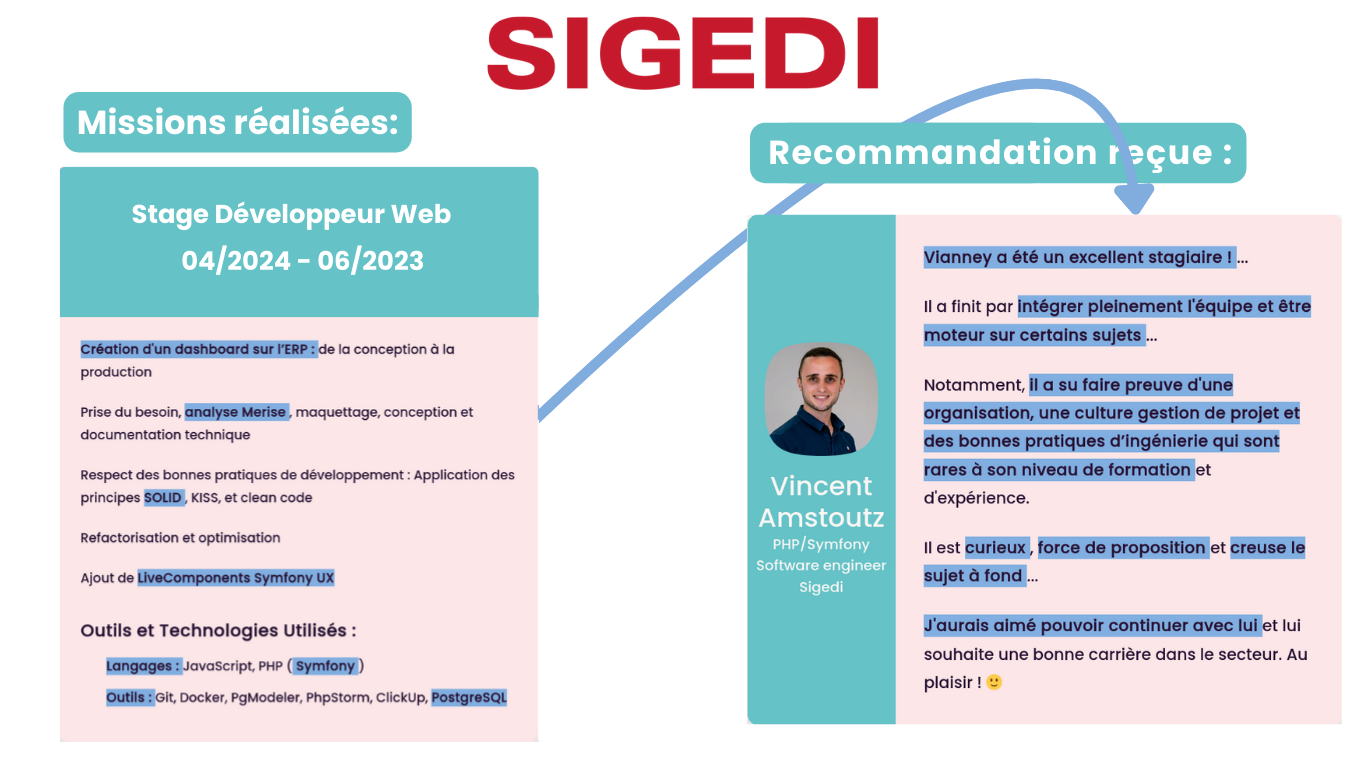 SIGEDI
Missions réalisées:
Stage Développeur Web
04/2024 - 06/2023
Création d'un dashboard sur l'ERP : de la conception à la
production
Prise du besoin, analyse Merise , maquettage, conception et
documentation technique
Respect des bonnes pratiques de développement : Application des
principes SOLID , KISS, et clean code
Refactorisation et optimisation
Ajout de LiveComponents Symfony UX
Outils et Technologies Utilisés :
Langages : JavaScript, PHP ( Symfony )
Outils : Git, Docker, PgModeler, PhpStorm, ClickUp, PostgreSQL
Recommandation reçue :
Vincent
Amstoutz
PHP/Symfony
Software engineer
Sigedi
Vianney a été un excellent stagiaire ! ...
Il a finit par intégrer pleinement l'équipe et être
moteur sur certains sujets ...
Notamment, il a su faire preuve d'une
organisation, une culture gestion de projet et
des bonnes pratiques d'ingénierie qui sont
rares à son niveau de formation et
d'expérience.
Il est curieux , force de proposition et creuse le
sujet à fond ...
J'aurais aimé pouvoir continuer avec lui et lui
souhaite une bonne carrière dans le secteur. Au
plaisir ! 🙂